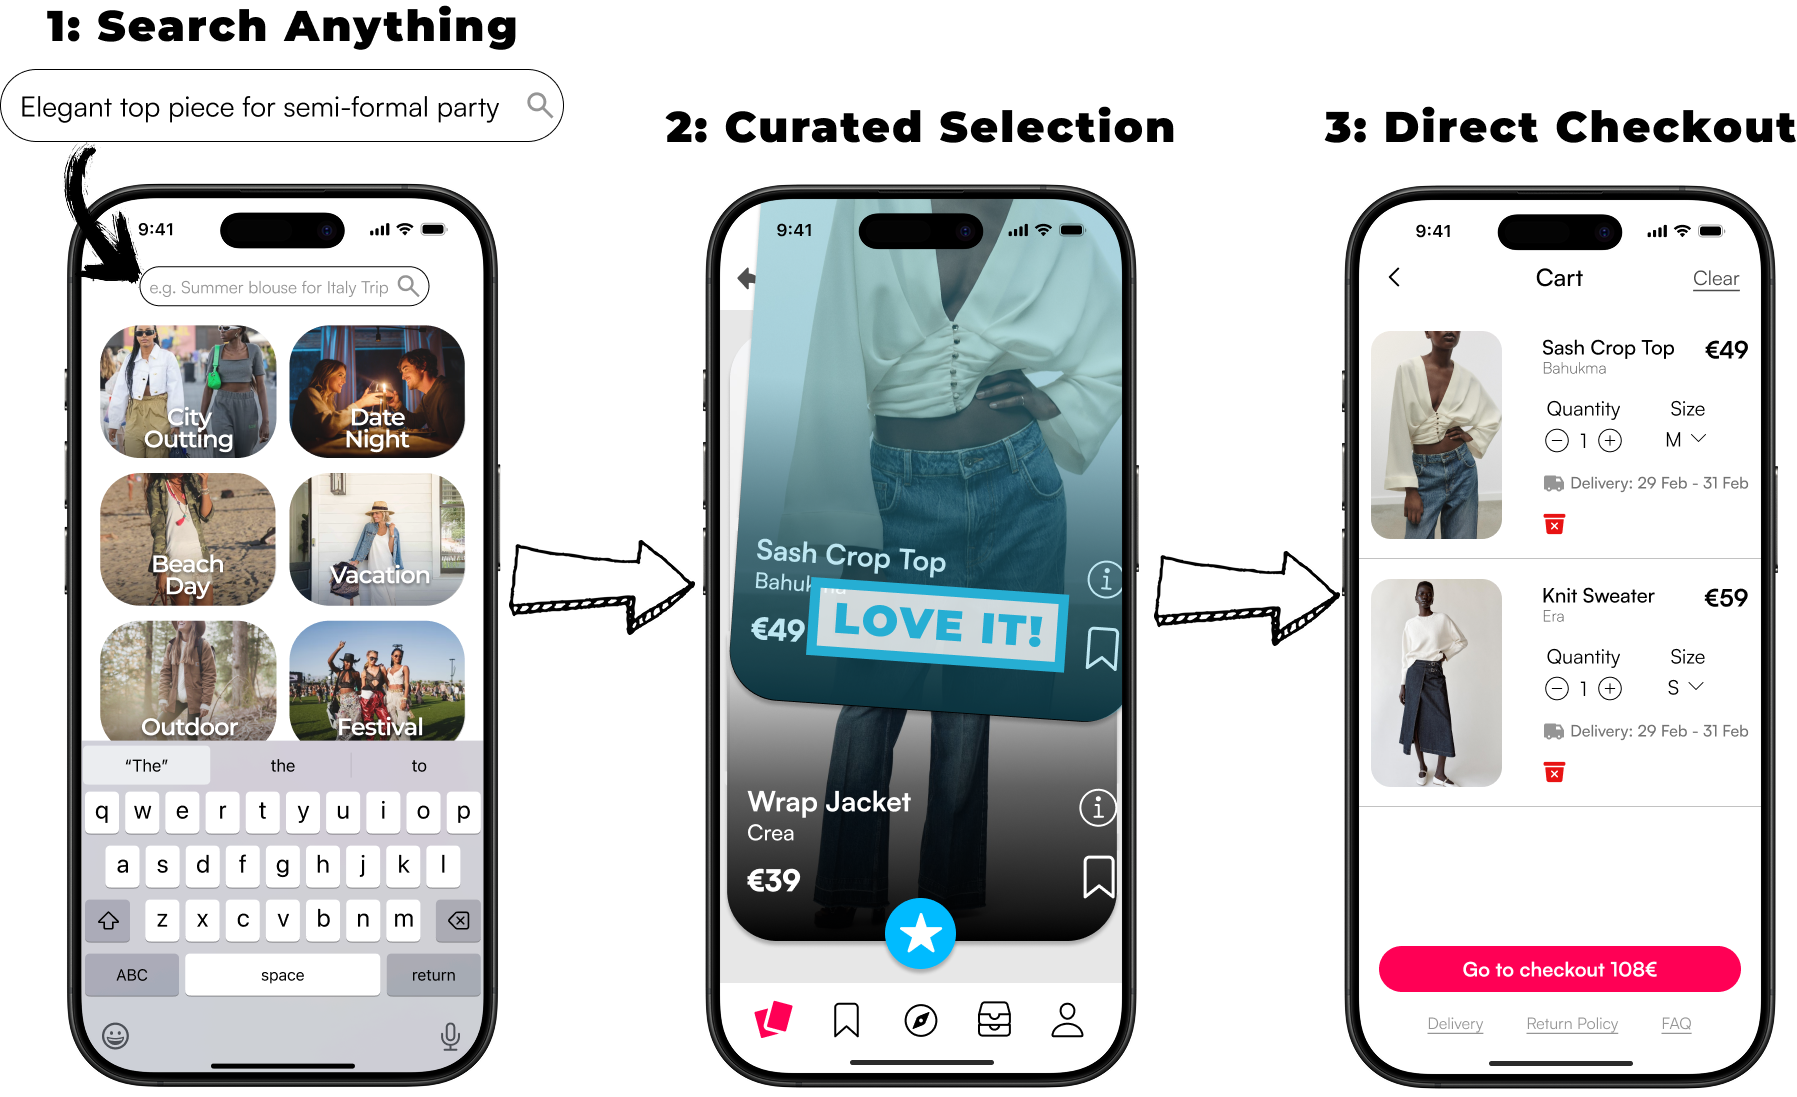 1: Search Anything
Elegant top piece for semi-formal party
9:41
e.g. Summer blouse for Italy Trip
City
Outting
Date
Night
Beach
Day
Vacation
Outdoor
Festival
“The”
the
to
q w e r t y u i o p
a s d f g h j k l
z x c v b n m
ABC
space
return
2: Curated Selection
9:41
Sash Crop Top
€49
LOVE IT!
Wrap Jacket
Crea
€39
3: Direct Checkout
9:41
Cart
Clear
Sash Crop Top
€49
Bahukma
Quantity
Size
1
M
Delivery: 29 Feb - 31 Feb
Knit Sweater
€59
Era
Quantity
Size
1
S
Delivery: 29 Feb - 31 Feb
Go to checkout 108€
Delivery
Return Policy
FAQ